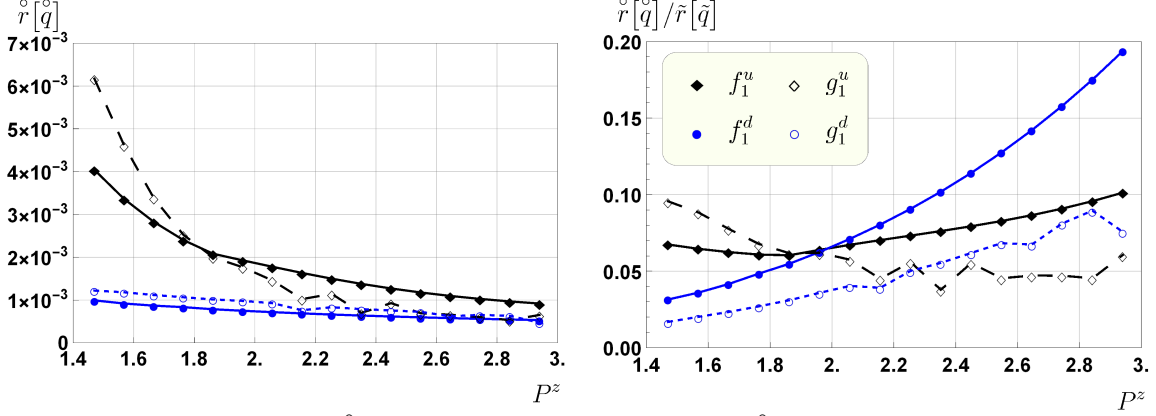 r̊[q̊]
7×10⁻³
6×10⁻³
5×10⁻³
4×10⁻³
3×10⁻³
2×10⁻³
1×10⁻³
0
1.4 1.6 1.8 2. 2.2 2.4 2.6 2.8 3.
P^z
r̊[q̊]/r̃[q̃]
0.20
0.15
0.10
0.05
0.00
f₁^u g₁^u
f₁^d g₁^d
1.4 1.6 1.8 2. 2.2 2.4 2.6 2.8 3.
P^z